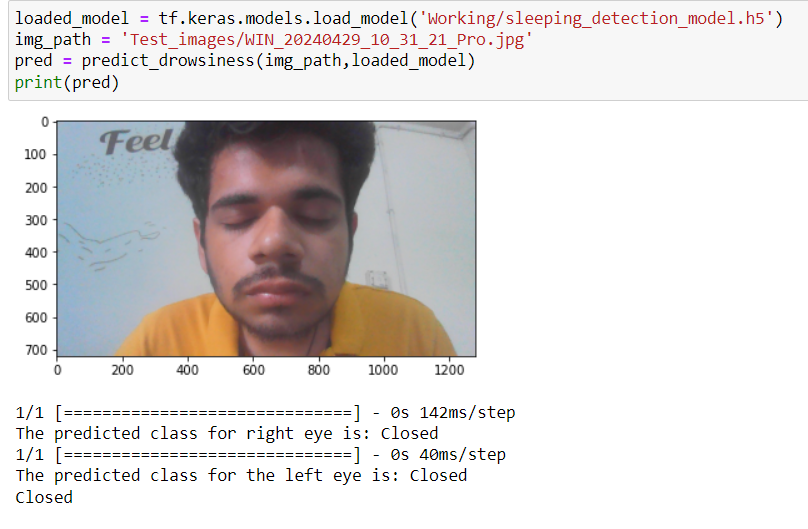 loaded_model = tf.keras.models.load_model('Working/sleeping_detection_model.h5')
img_path = 'Test_images/WIN_20240429_10_31_21_Pro.jpg'
pred = predict_drowsiness(img_path,loaded_model)
print(pred)
0
100
200
300
400
500
600
700
Feel
0 200 400 600 800 1000 1200
1/1 [==============================] - 0s 142ms/step
The predicted class for right eye is: Closed
1/1 [==============================] - 0s 40ms/step
The predicted class for the left eye is: Closed
Closed